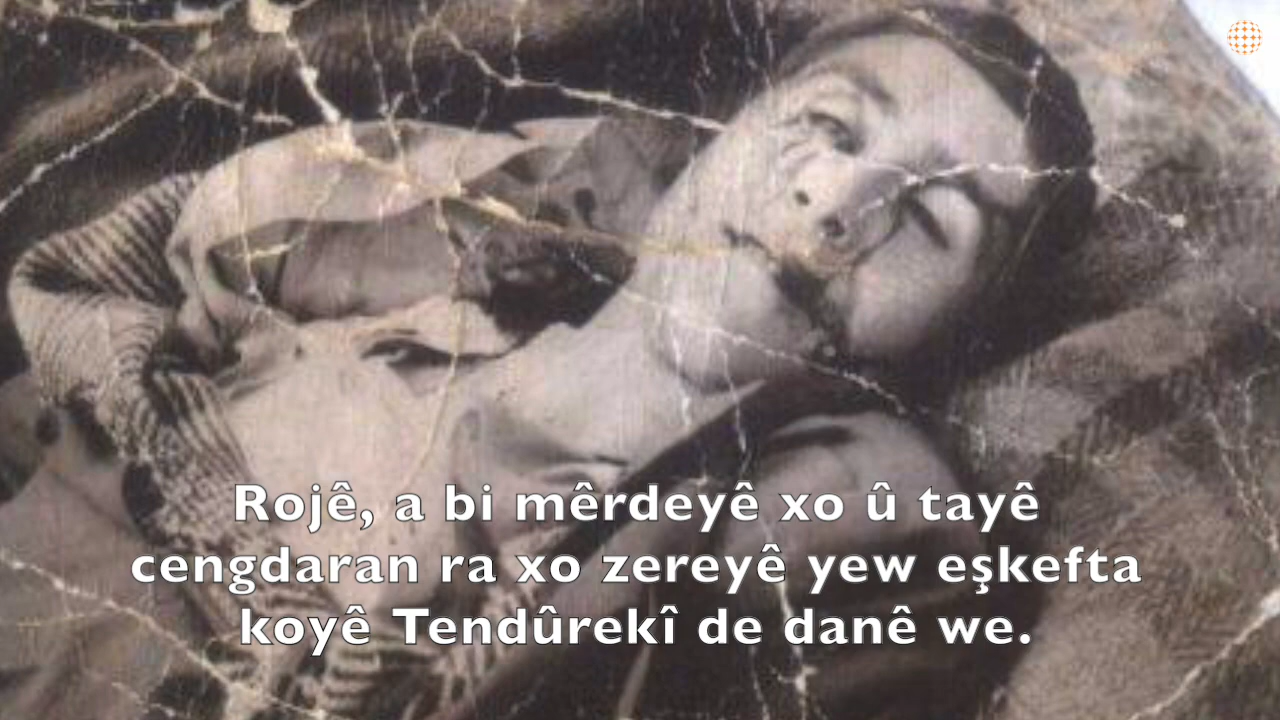 Rojê, a bi mêrdeyê xo û tayê
cengdaran ra xo zereyê yew eşkefta
koyê Tendûrekî de danê we.